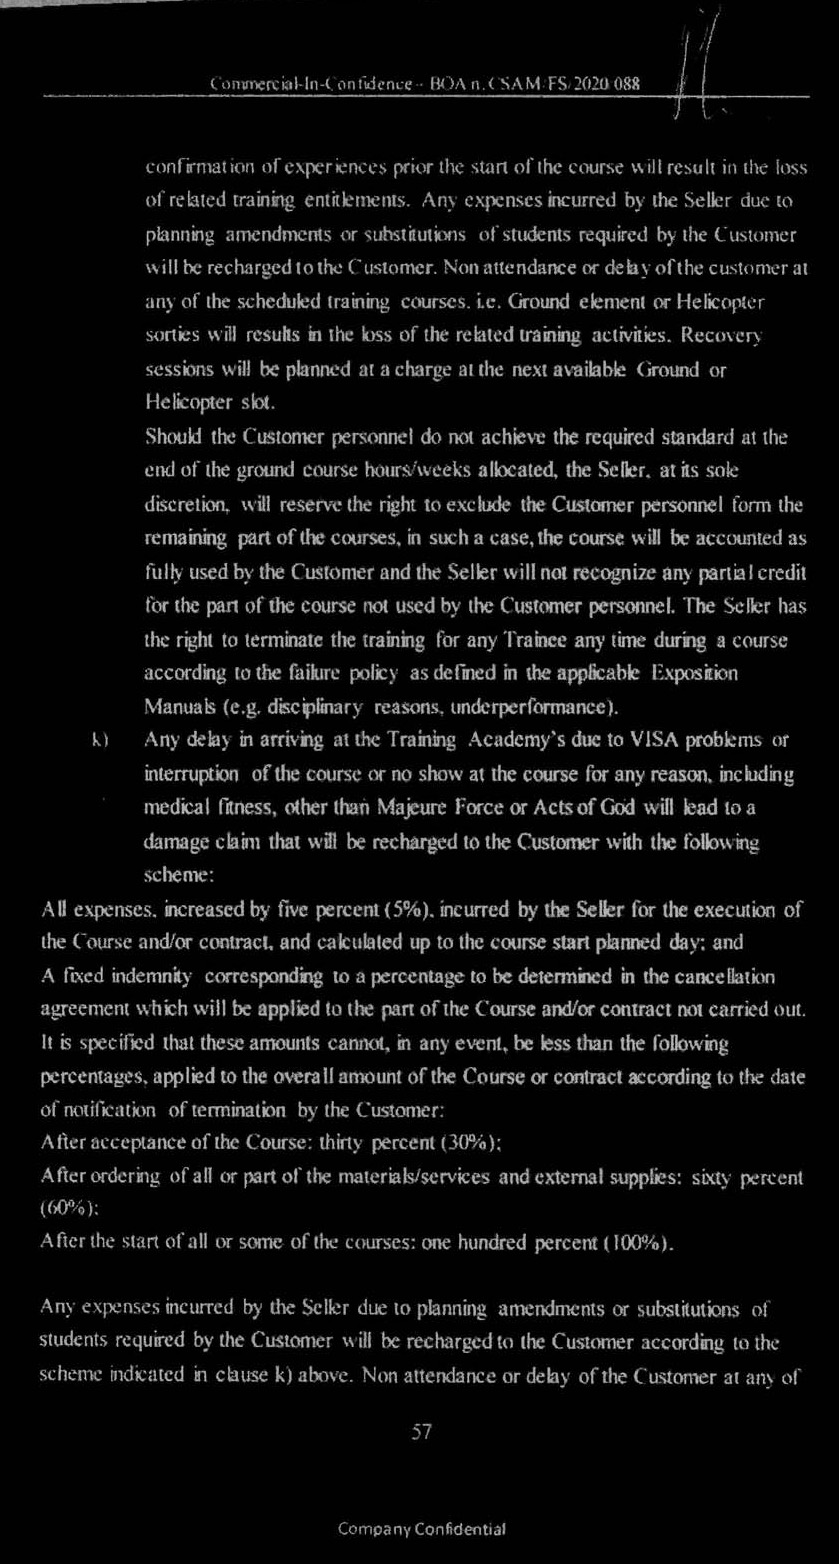 Commercial-In-Confidence - BOA n. CSAM/FS/2020/088
confirmation of experiences prior the start of the course will result in the loss
of related training entitlements. Any expenses incurred by the Seller due to
planning amendments or substitutions of students required by the Customer
will be recharged to the Customer. Non attendance or delay of the customer at
any of the scheduled training courses. i.e. Ground element or Helicopter
sorties will results in the loss of the related training activities. Recovery
sessions will be planned at a charge at the next available Ground or
Helicopter slot.
Should the Customer personnel do not achieve the required standard at the
end of the ground course hours/weeks allocated, the Seller, at its sole
discretion, will reserve the right to exclude the Customer personnel form the
remaining part of the courses, in such a case, the course will be accounted as
fully used by the Customer and the Seller will not recognize any partial credit
for the part of the course not used by the Customer personnel. The Seller has
the right to terminate the training for any Trainee any time during a course
according to the failure policy as defined in the applicable Exposition
Manuals (e.g. disciplinary reasons, underperformance).
k) Any delay in arriving at the Training Academy's due to VISA problems or
interruption of the course or no show at the course for any reason, including
medical fitness, other than Majeure Force or Acts of God will lead to a
damage claim that will be recharged to the Customer with the following
scheme:
All expenses, increased by five percent (5%), incurred by the Seller for the execution of
the Course and/or contract, and calculated up to the course start planned day; and
A fixed indemnity corresponding to a percentage to be determined in the cancellation
agreement which will be applied to the part of the Course and/or contract not carried out.
It is specified that these amounts cannot, in any event, be less than the following
percentages, applied to the overall amount of the Course or contract according to the date
of notification of termination by the Customer:
After acceptance of the Course: thirty percent (30%);
After ordering of all or part of the materials/services and external supplies: sixty percent
(60%);
After the start of all or some of the courses: one hundred percent (100%).
Any expenses incurred by the Seller due to planning amendments or substitutions of
students required by the Customer will be recharged to the Customer according to the
scheme indicated in clause k) above. Non attendance or delay of the Customer at any of
57
Company Confidential